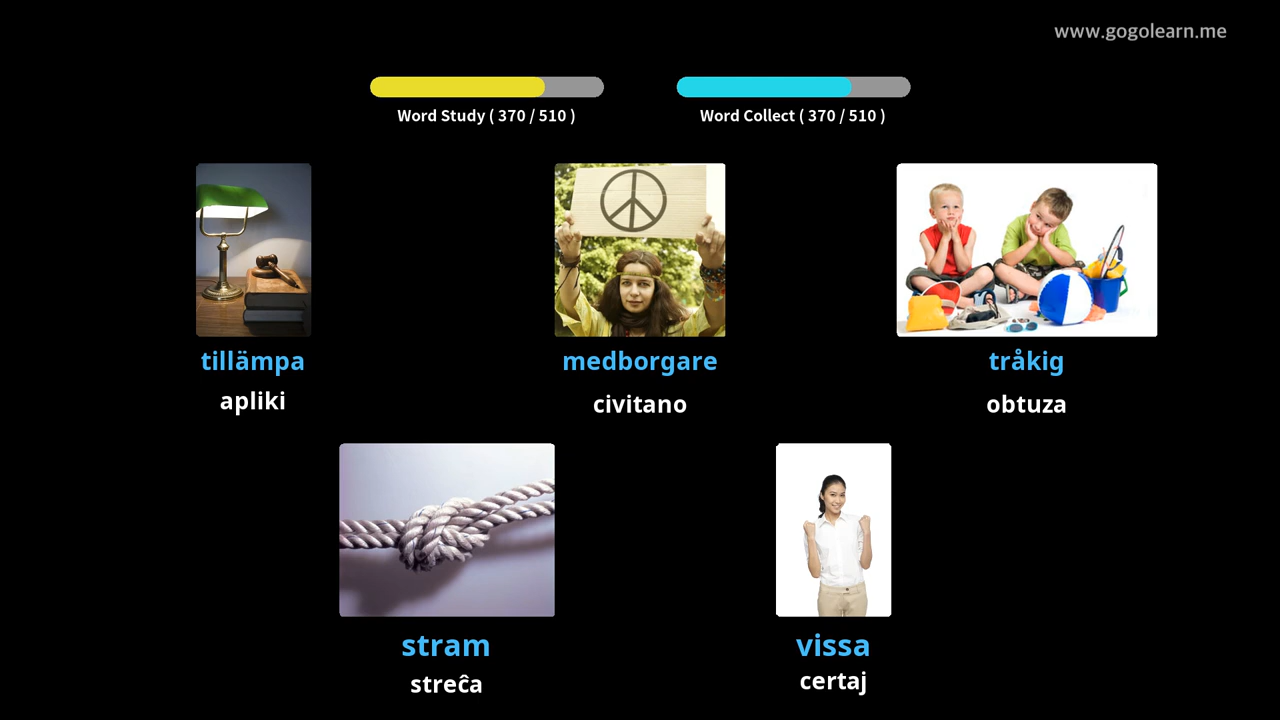 www.gogolearn.me
Word Study ( 370 / 510 )
Word Collect ( 370 / 510 )
tillämpa
apliki
medborgare
civitano
tråkig
obtuza
stram
streĉa
vissa
certaj